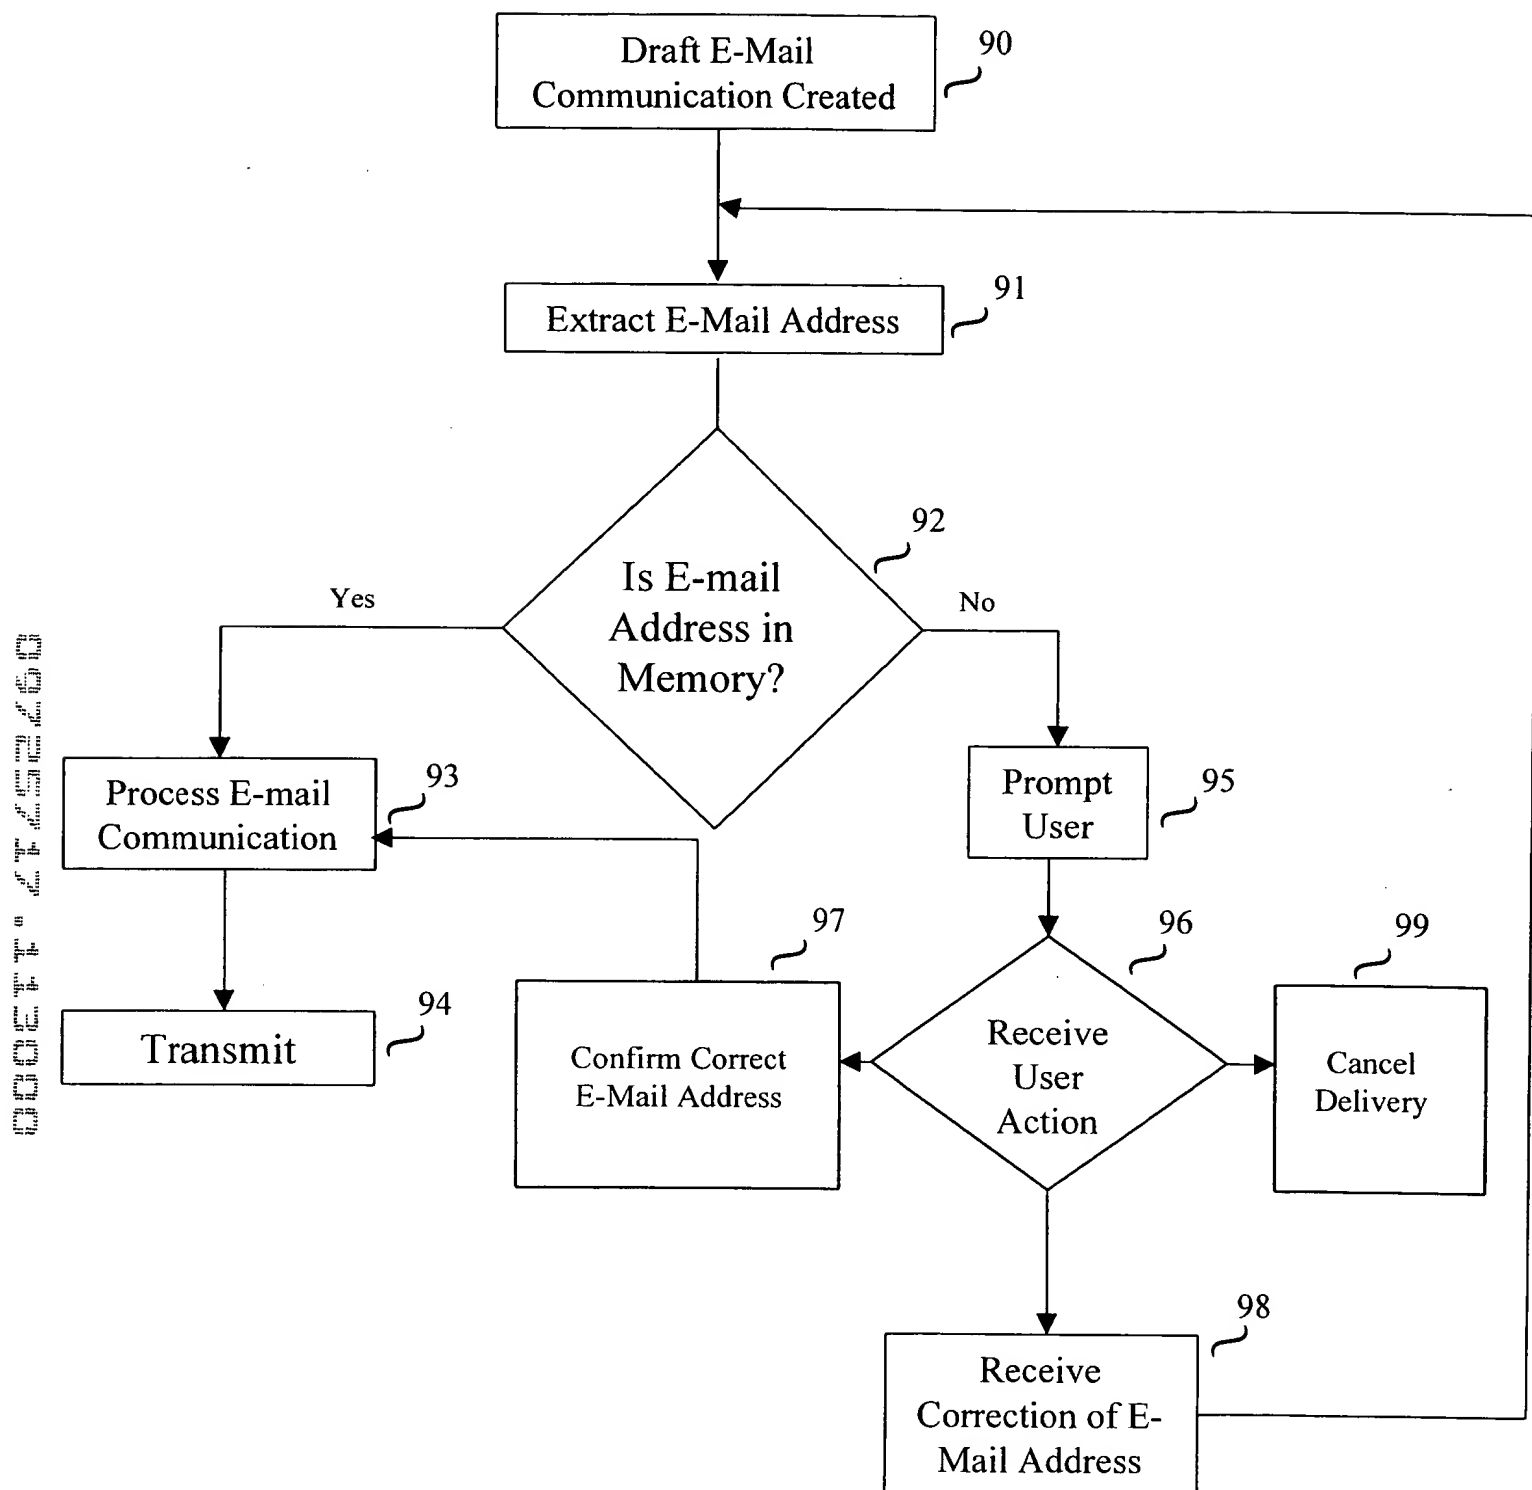 Draft E-Mail
Communication Created
90
Extract E-Mail Address
91
Is E-mail
Address in
Memory?
92
Yes
No
Process E-mail
Communication
93
Prompt
User
95
Transmit
94
Receive
User
Action
96
Confirm Correct
E-Mail Address
97
Cancel
Delivery
99
Receive
Correction of E-
Mail Address
98